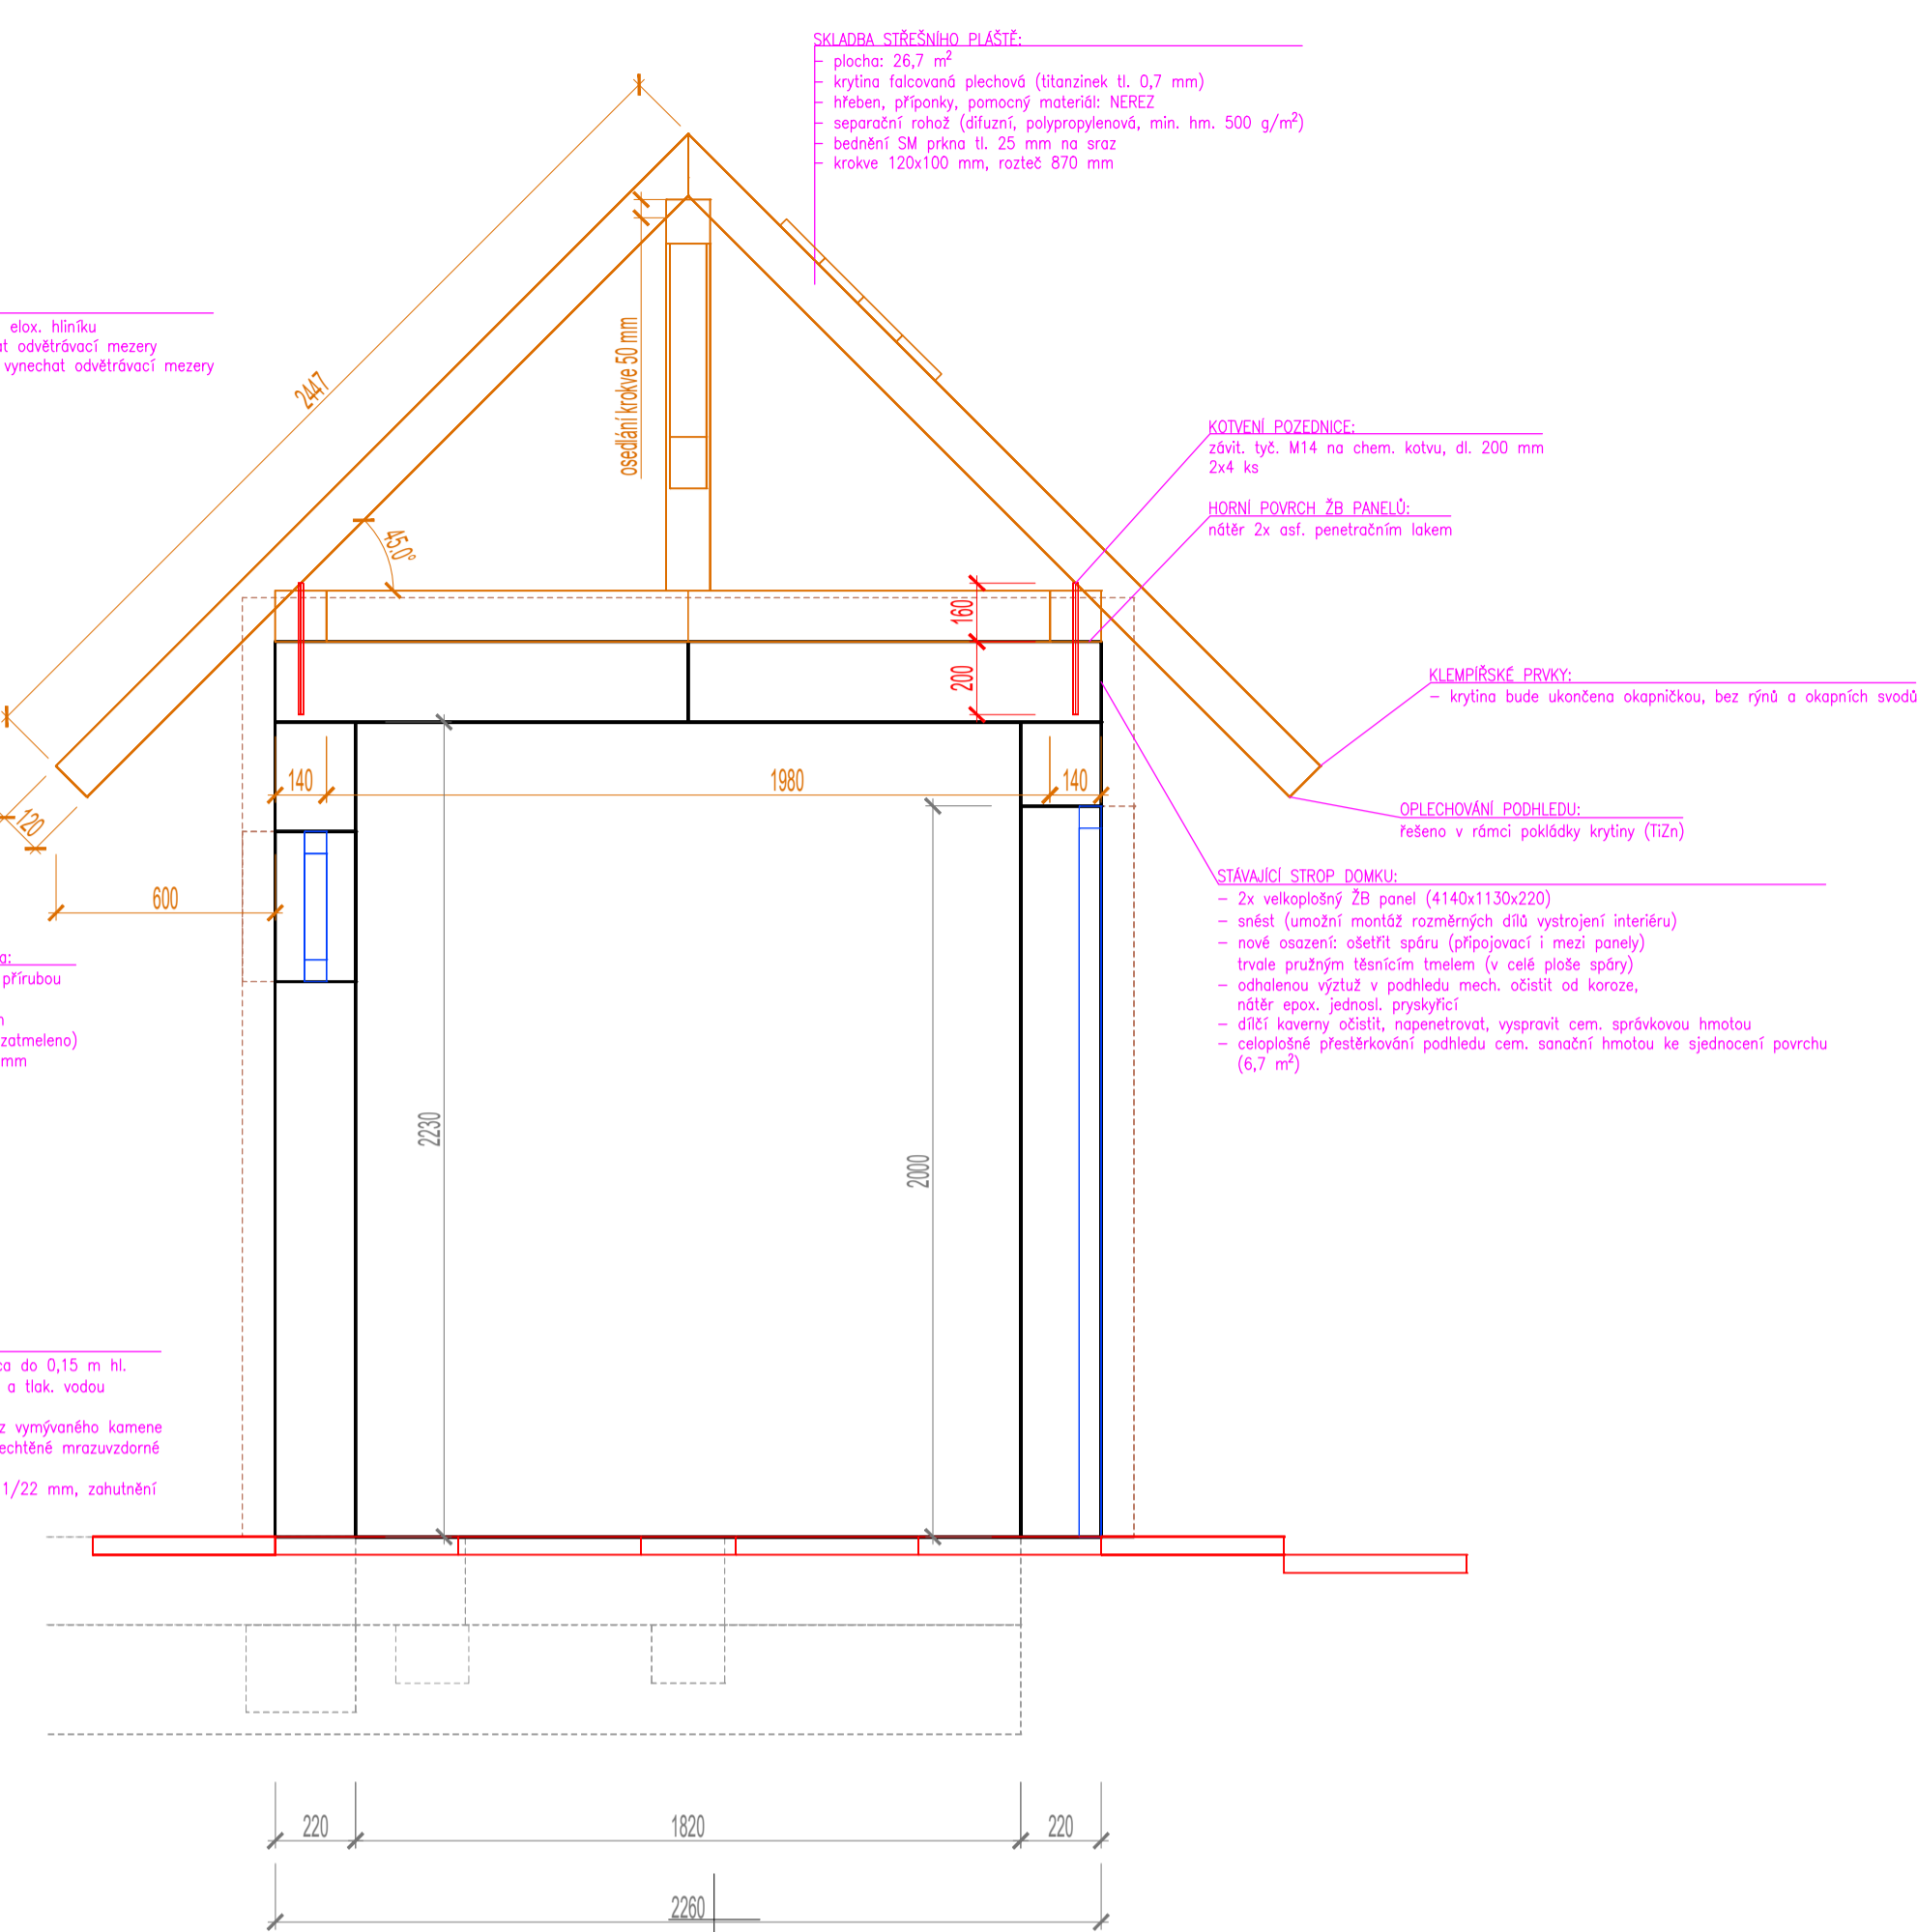 SKLADBA STŘEŠNÍHO PLÁŠTĚ:
– plocha: 26,7 m²
– krytina falcovaná plechová (titanzinek tl. 0,7 mm)
– hřeben, příponky, pomocný materiál: NEREZ
– separační rohož (difuzní, polypropylenová, min. hm. 500 g/m²)
– bednění SM prkna tl. 25 mm na sraz
– krokve 120x100 mm, rozteč 870 mm
elox. hliníku
at odvětrávací mezery
vynechat odvětrávací mezery
2447
osedlání krokve 50 mm
45.0°
KOTVENÍ POZEDNICE:
závit. tyč. M14 na chem. kotvu, dl. 200 mm
2x4 ks
HORNÍ POVRCH ŽB PANELŮ:
nátěr 2x asf. penetračním lakem
160
200
KLEMPÍŘSKÉ PRVKY:
– krytina bude ukončena okapničkou, bez rýnů a okapních svodů
140
1980
140
120
OPLECHOVÁNÍ PODHLEDU:
řešeno v rámci pokládky krytiny (TiZn)
600
STÁVAJÍCÍ STROP DOMKU:
– 2x velkoplošný ŽB panel (4140x1130x220)
– snést (umožní montáž rozměrných dílů vystrojení interiéru)
– nové osazení: ošetřit spáru (připojovací i mezi panely)
trvale pružným těsnícím tmelem (v celé ploše spáry)
– odhalenou výztuž v podhledu mech. očistit od koroze,
nátěr epox. jednosl. pryskyřicí
– dílčí kaverny očistit, napenetrovat, vyspravit cem. správkovou hmotou
– celoplošné přestěrkování podhledu cem. sanační hmotou ke sjednocení povrchu
(6,7 m²)
a:
přírubou
zatmeleno)
mm
2230
2000
ca do 0,15 m hl.
a tlak. vodou
z vymývaného kamene
echtěné mrazuvzdorné
1/22 mm, zahutnění
220
1820
220
2260